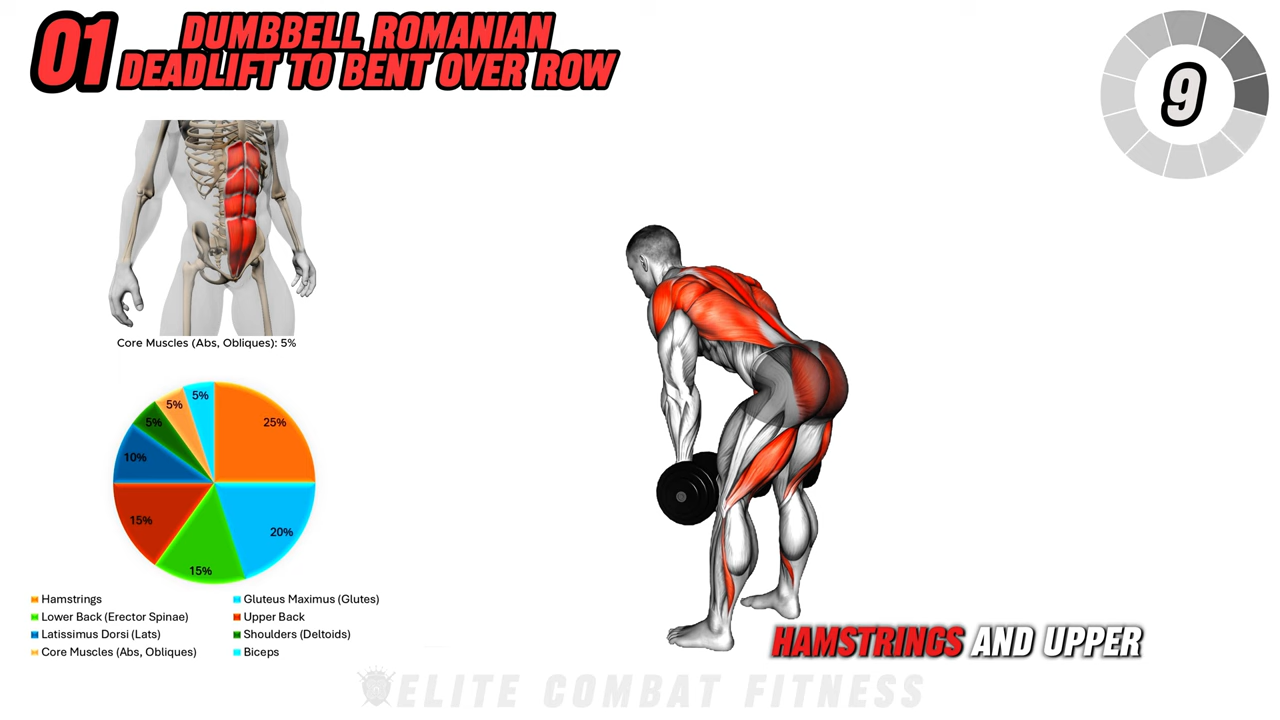 01
DUMBBELL ROMANIAN
DEADLIFT TO BENT OVER ROW
9
Core Muscles (Abs, Obliques): 5%
5%
5%
5%
25%
10%
15%
20%
15%
Hamstrings
Gluteus Maximus (Glutes)
Lower Back (Erector Spinae)
Upper Back
Latissimus Dorsi (Lats)
Shoulders (Deltoids)
Core Muscles (Abs, Obliques)
Biceps
HAMSTRINGS AND UPPER
ELITE COMBAT FITNESS